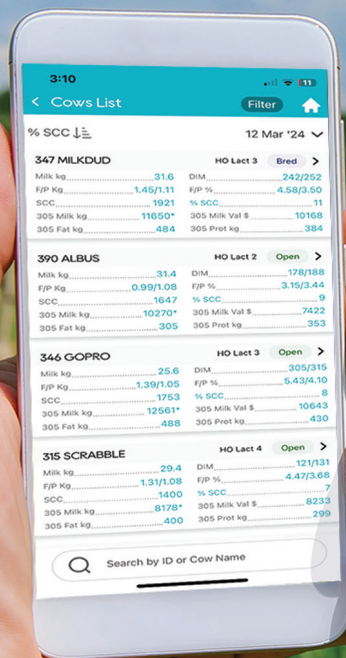 3:10 11
< Cows List Filter
% SCC 12 Mar '24
347 MILKDUD HO Lact 3 Bred >
Milk kg 31.6 DIM 242/252
F/P Kg 1.45/1.11 F/P % 4.58/3.50
SCC 1921 % SCC 11
305 Milk kg 11650* 305 Milk Val $ 10168
305 Fat kg 484 305 Prot kg 384
390 ALBUS HO Lact 2 Open >
Milk kg 31.4 DIM 178/188
F/P Kg 0.99/1.08 F/P % 3.15/3.44
SCC 1647 % SCC 9
305 Milk kg 10270* 305 Milk Val $ 7422
305 Fat kg 305 305 Prot kg 353
346 GOPRO HO Lact 3 Open >
Milk kg 25.6 DIM 305/315
F/P Kg 1.39/1.05 F/P % 5.43/4.10
SCC 1753 % SCC 8
305 Milk kg 12561* 305 Milk Val $ 10643
305 Fat kg 488 305 Prot kg 430
315 SCRABBLE HO Lact 4 Open >
Milk kg 29.4 DIM 121/131
F/P Kg 1.31/1.08 F/P % 4.47/3.68
SCC 1400 % SCC 7
305 Milk kg 8178* 305 Milk Val $ 8233
305 Fat kg 400 305 Prot kg 299
Search by ID or Cow Name